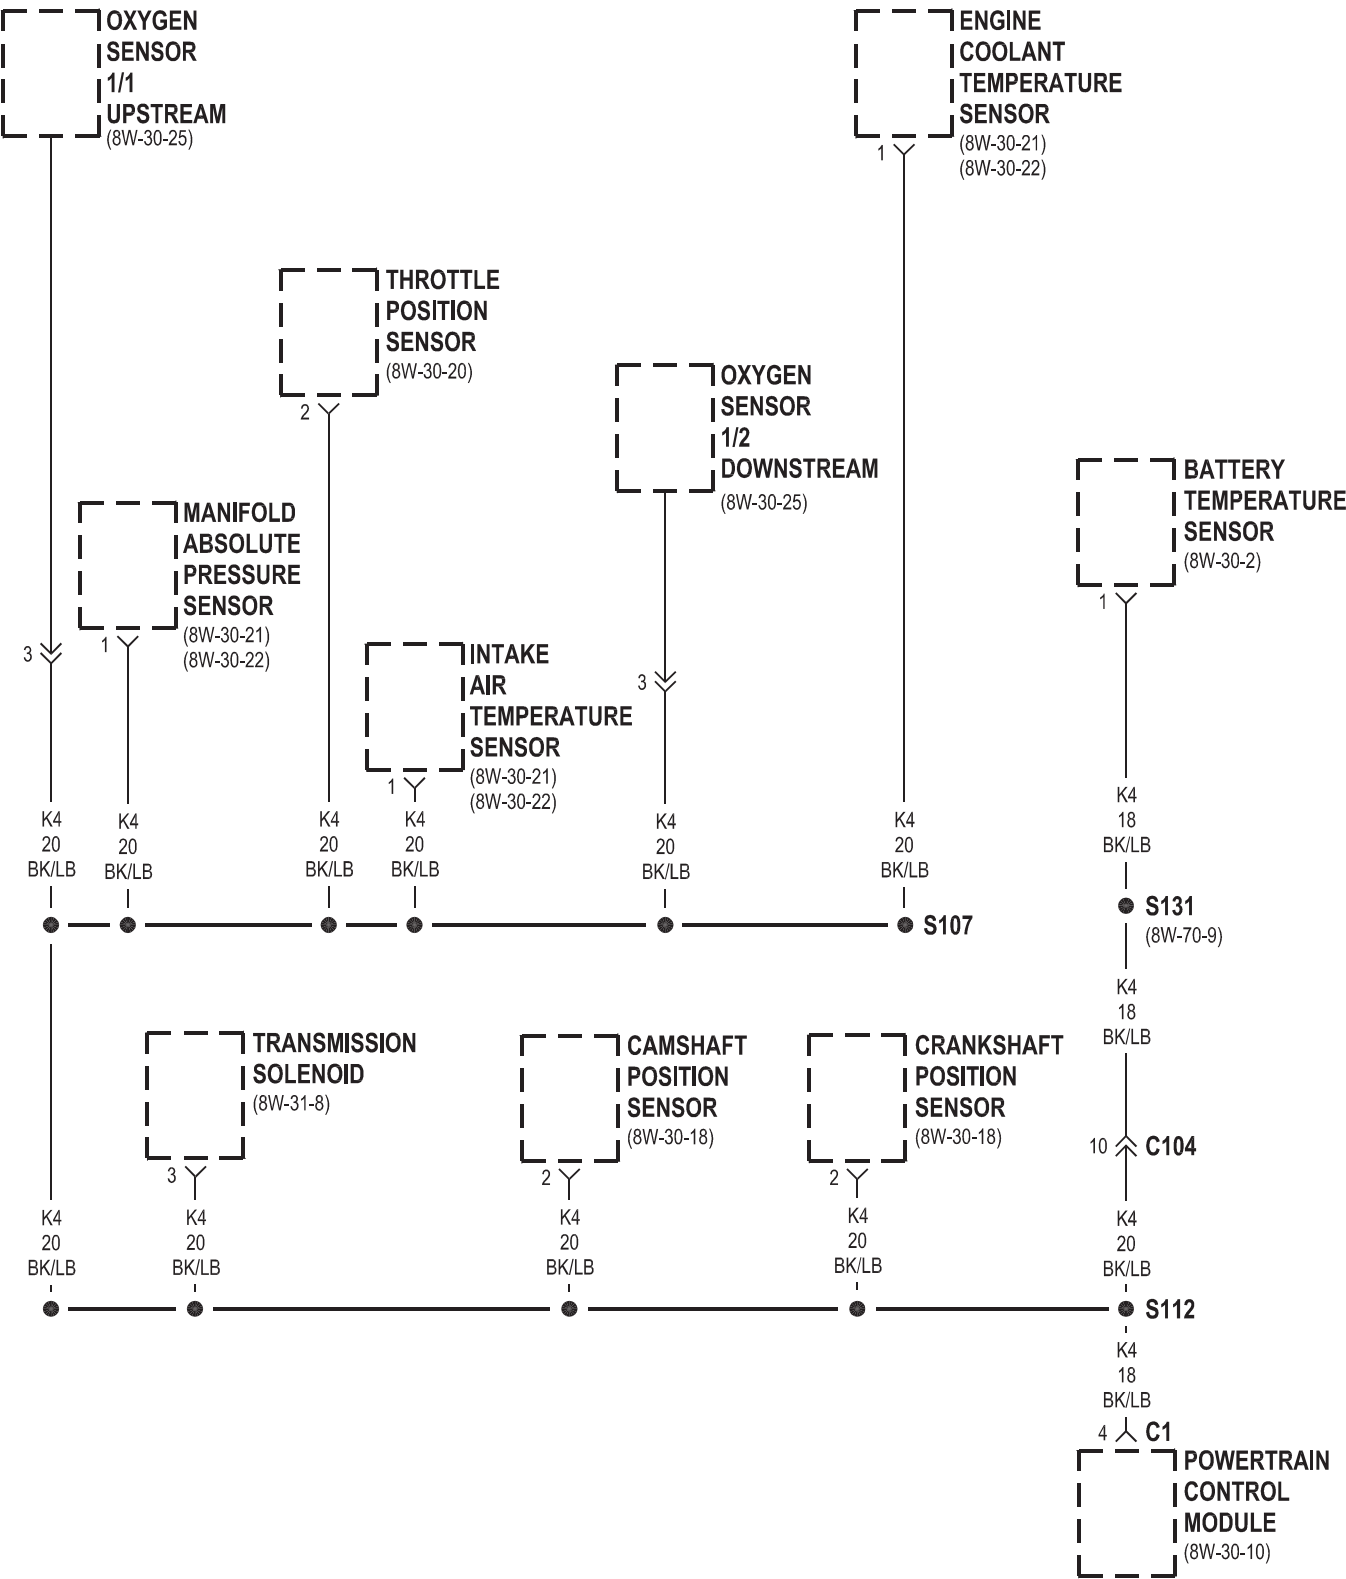 OXYGEN
SENSOR
1/1
UPSTREAM
(8W-30-25)
ENGINE
COOLANT
TEMPERATURE
SENSOR
(8W-30-21)
(8W-30-22)
1
THROTTLE
POSITION
SENSOR
(8W-30-20)
2
OXYGEN
SENSOR
1/2
DOWNSTREAM
(8W-30-25)
BATTERY
TEMPERATURE
SENSOR
(8W-30-2)
1
MANIFOLD
ABSOLUTE
PRESSURE
SENSOR
(8W-30-21)
(8W-30-22)
1
3
INTAKE
AIR
TEMPERATURE
SENSOR
(8W-30-21)
(8W-30-22)
1
3
K4
20
BK/LB
K4
20
BK/LB
K4
20
BK/LB
K4
20
BK/LB
K4
20
BK/LB
K4
20
BK/LB
K4
18
BK/LB
S107
S131
(8W-70-9)
K4
18
BK/LB
TRANSMISSION
SOLENOID
(8W-31-8)
3
CAMSHAFT
POSITION
SENSOR
(8W-30-18)
2
CRANKSHAFT
POSITION
SENSOR
(8W-30-18)
2
10 C104
K4
20
BK/LB
K4
20
BK/LB
K4
20
BK/LB
K4
20
BK/LB
K4
20
BK/LB
S112
K4
18
BK/LB
4 C1
POWERTRAIN
CONTROL
MODULE
(8W-30-10)